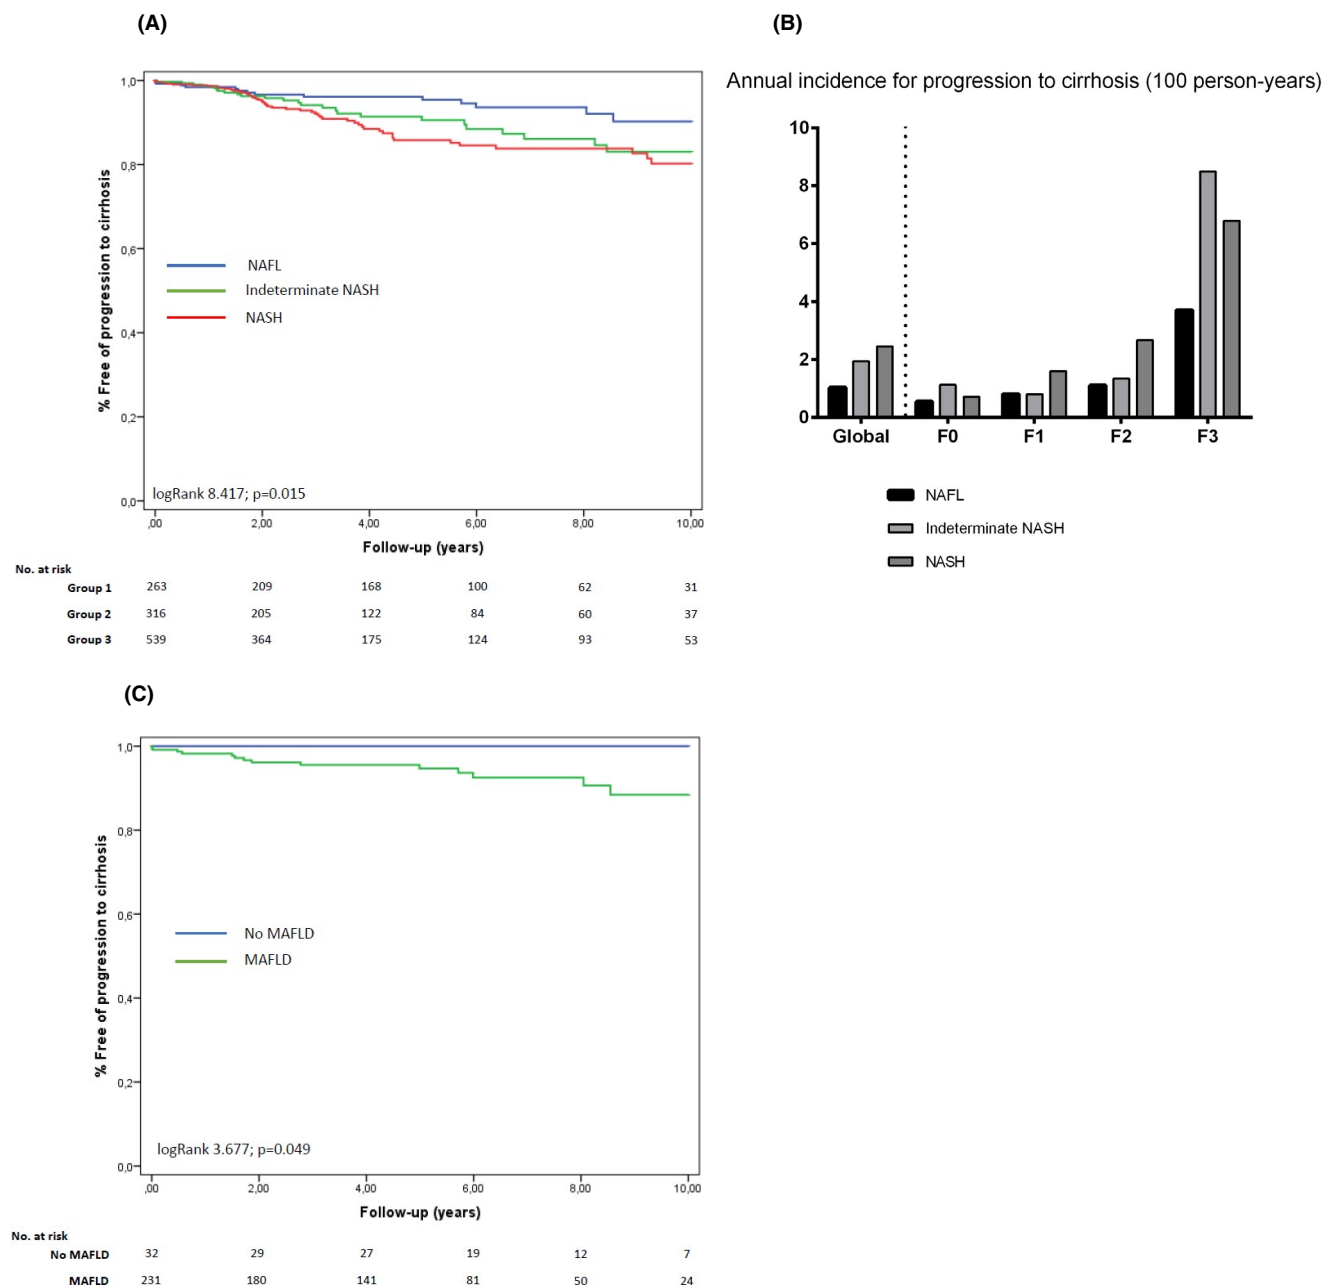 (A)
% Free of progression to cirrhosis
1,0
0,8
0,6
0,4
0,2
0,0
NAFL
Indeterminate NASH
NASH
logRank 8.417; p=0.015
,00 2,00 4,00 6,00 8,00 10,00
Follow-up (years)
No. at risk
Group 1 263 209 168 100 62 31
Group 2 316 205 122 84 60 37
Group 3 539 364 175 124 93 53
(B)
Annual incidence for progression to cirrhosis (100 person-years)
10
8
6
4
2
0
Global F0 F1 F2 F3
NAFL
Indeterminate NASH
NASH
(C)
% Free of progression to cirrhosis
1,0
0,8
0,6
0,4
0,2
0,0
No MAFLD
MAFLD
logRank 3.677; p=0.049
,00 2,00 4,00 6,00 8,00 10,00
Follow-up (years)
No. at risk
No MAFLD 32 29 27 19 12 7
MAFLD 231 180 141 81 50 24